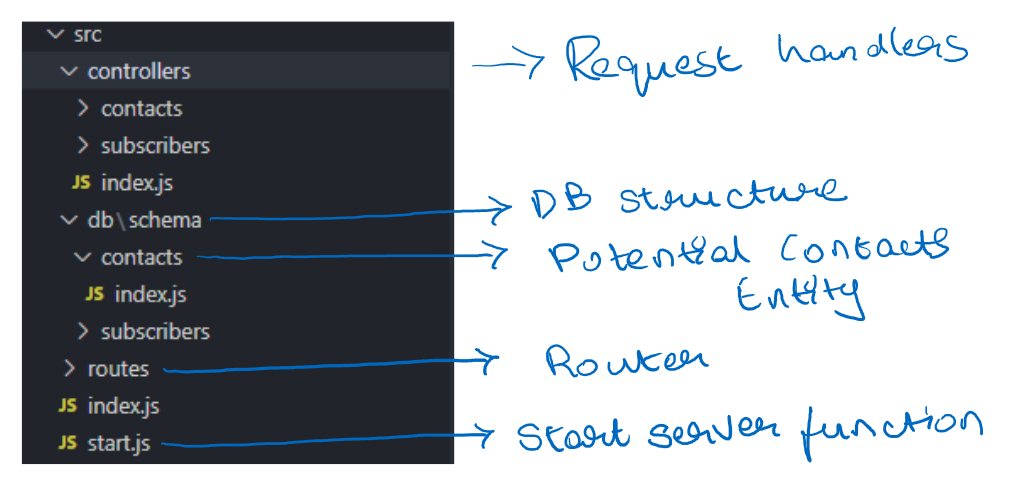 src
controllers → Request handlers
contacts
subscribers
JS index.js
db\schema → DB structure
contacts → Potential Contacts
Entity
JS index.js
subscribers
routes → Router
JS index.js
JS start.js → Start server function